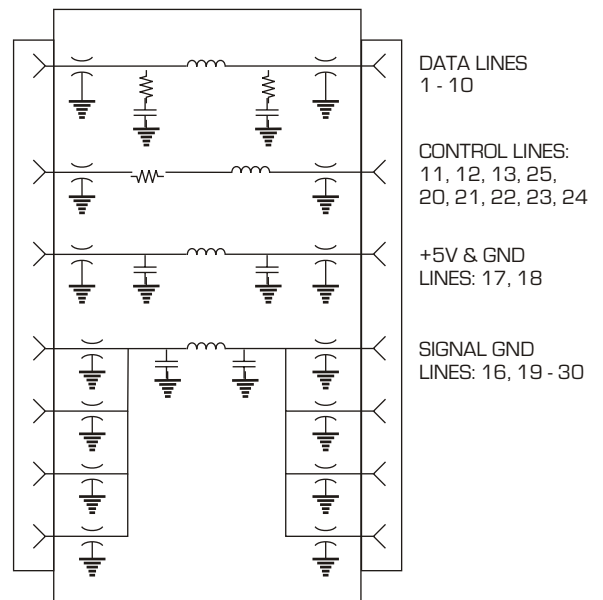 DATA LINES
1 - 10
CONTROL LINES:
11, 12, 13, 25,
20, 21, 22, 23, 24
+5V & GND
LINES: 17, 18
SIGNAL GND
LINES: 16, 19 - 30